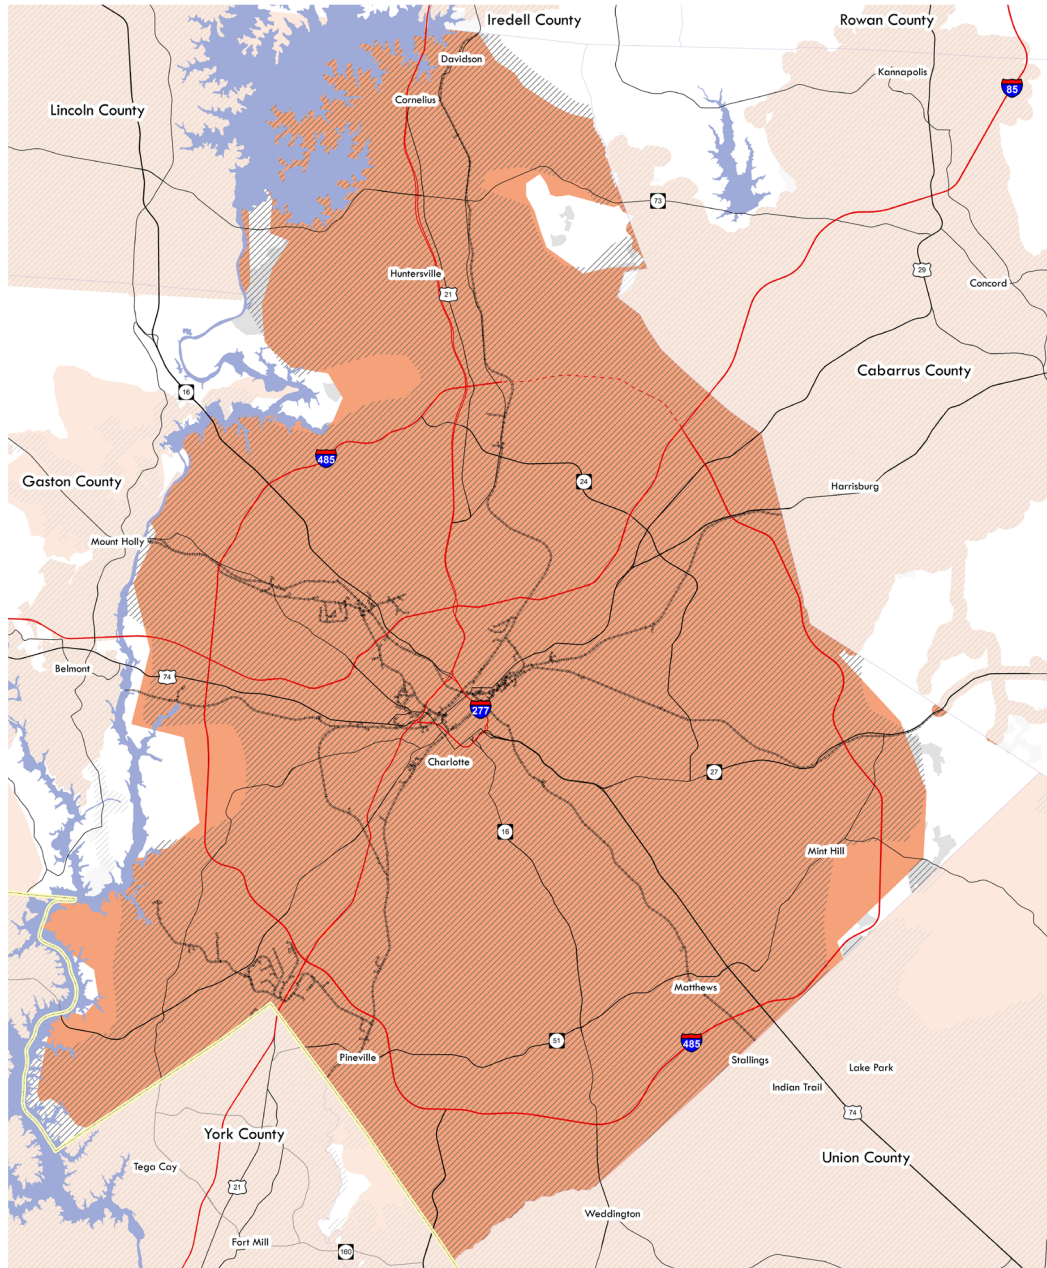 Iredell County
Rowan County
Davidson
Kannapolis
85
Cornelius
Lincoln County
73
Huntersville
29
21
Concord
Cabarrus County
16
485
Gaston County
24
Harrisburg
Mount Holly
Belmont
74
277
Charlotte
27
16
Mint Hill
Matthews
51
485
Pineville
Stallings
Lake Park
Indian Trail
74
York County
Union County
Tega Cay
21
Weddington
Fort Mill
160